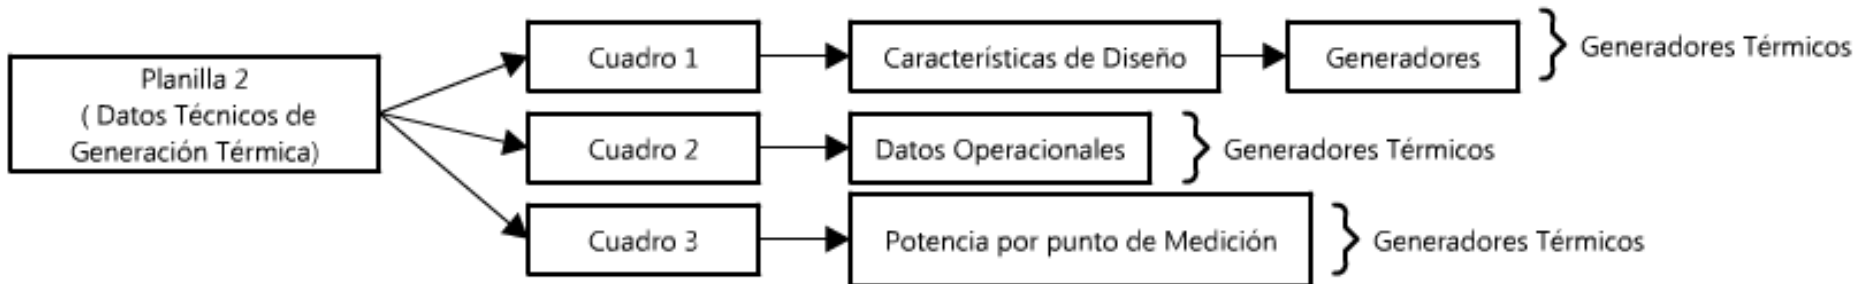 Planilla 2
( Datos Técnicos de
Generación Térmica)
Cuadro 1
Características de Diseño
Generadores
Generadores Térmicos
Cuadro 2
Datos Operacionales
Generadores Térmicos
Cuadro 3
Potencia por punto de Medición
Generadores Térmicos